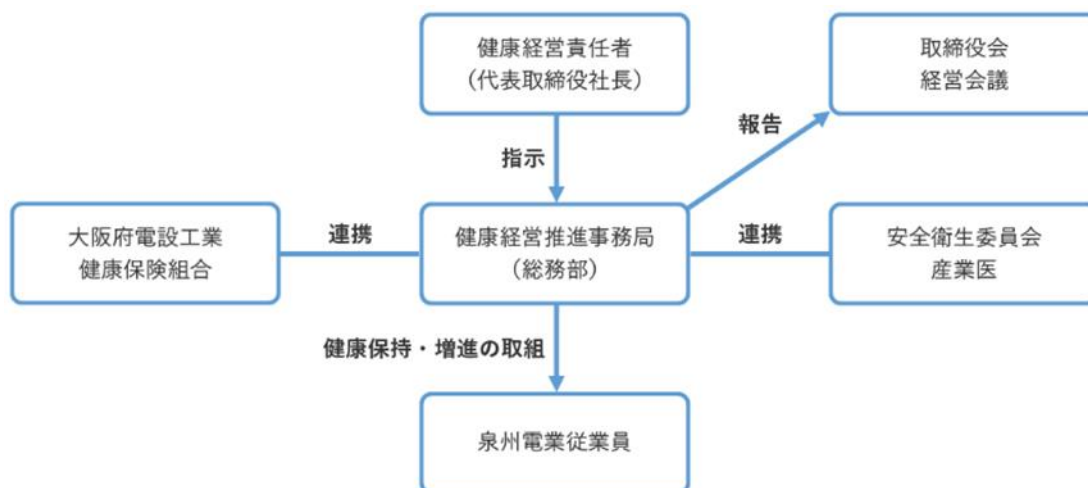 健康経営責任者
（代表取締役社長）
取締役会
経営会議
指示
報告
大阪府電設工業
健康保険組合
連携
健康経営推進事務局
（総務部）
連携
安全衛生委員会
産業医
健康保持・増進の取組
泉州電業従業員